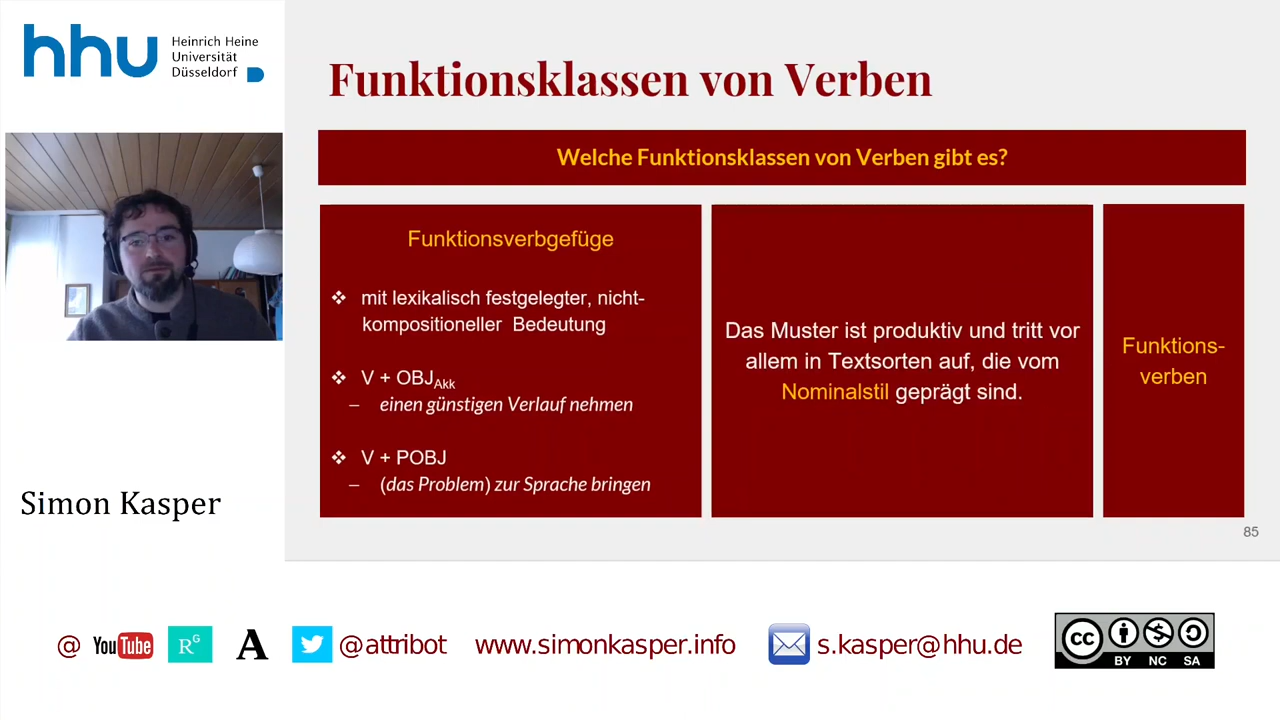 hhu
Heinrich Heine
Universität
Düsseldorf
Funktionsklassen von Verben
Welche Funktionsklassen von Verben gibt es?
Funktionsverbgefüge
❖ mit lexikalisch festgelegter, nicht-
kompositioneller Bedeutung
❖ V + OBJAkk
– einen günstigen Verlauf nehmen
❖ V + POBJ
– (das Problem) zur Sprache bringen
Das Muster ist produktiv und tritt vor
allem in Textsorten auf, die vom
Nominalstil geprägt sind.
Funktions-
verben
85
Simon Kasper
@ YouTube RG A @attribot www.simonkasper.info s.kasper@hhu.de
cc BY NC SA